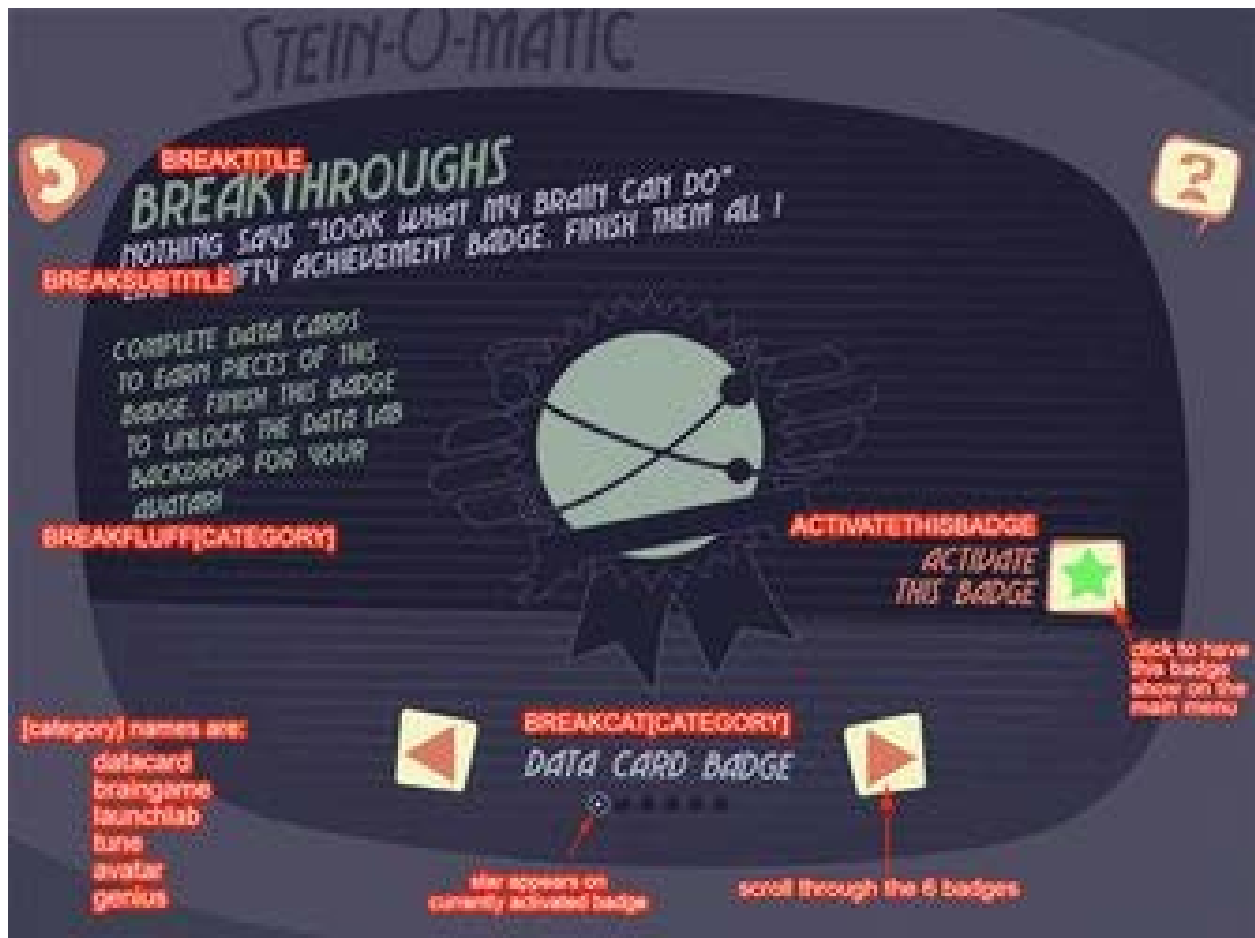 STEIN-O-MATIC
BREAKTITLE
BREAKTHROUGHS
NOTHING SAYS "LOOK WHAT MY BRAIN CAN DO"
NIFTY ACHIEVEMENT BADGE. FINISH THEM ALL !
BREAKSUBTITLE
?
COMPLETE DATA CARDS
TO EARN PIECES OF THIS
BADGE. FINISH THIS BADGE
TO UNLOCK THE DATA LAB
BACKDROP FOR YOUR
AVATAR!
BREAKFLUFF[CATEGORY]
ACTIVATETHISBADGE
ACTIVATE
THIS BADGE
click to have
this badge
show on the
main menu
[category] names are:
datacard
braingame
launchlab
tune
avatar
genius
BREAKCAT[CATEGORY]
DATA CARD BADGE
star appears on
currently activated badge
scroll through the 6 badges